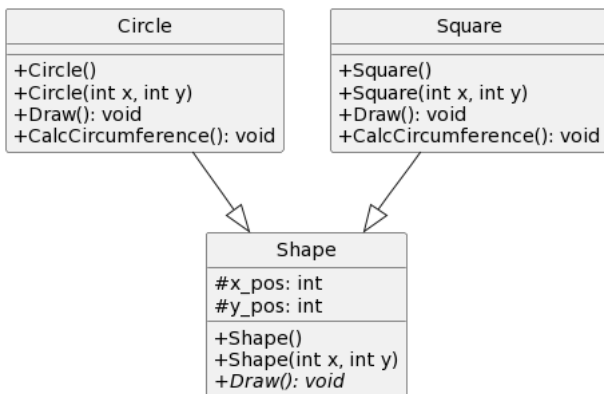 Circle
+Circle()
+Circle(int x, int y)
+Draw(): void
+CalcCircumference(): void
Square
+Square()
+Square(int x, int y)
+Draw(): void
+CalcCircumference(): void
Shape
#x_pos: int
#y_pos: int
+Shape()
+Shape(int x, int y)
+Draw(): void